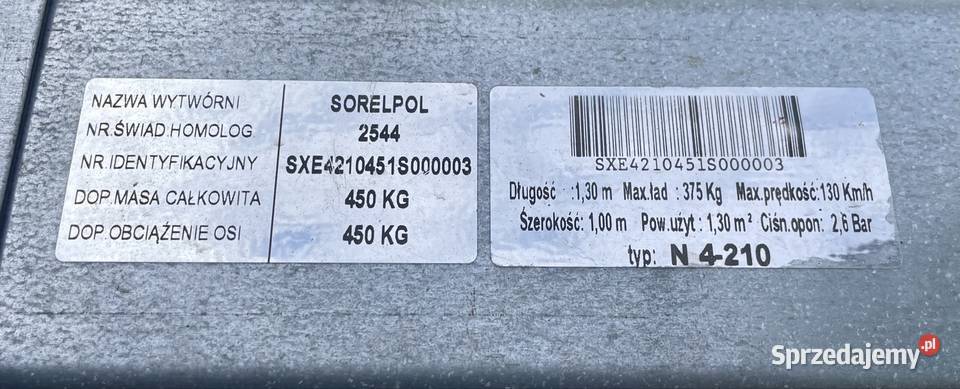 NAZWA WYTWÓRNI SORELPOL
NR.ŚWIAD.HOMOLOG 2544
NR.IDENTYFIKACYJNY SXE4210451S000003
DOP.MASA CAŁKOWITA 450 KG
DOP.OBCIĄŻENIE OSI 450 KG
SXE4210451S000003
Długość :1,30 m Max.ład : 375 Kg Max.prędkość:130 Km/h
Szerokość: 1,00 m Pow.użyt : 1,30 m² Ciśn.opon: 2,6 Bar
typ: N 4-210
Sprzedajemy.pl